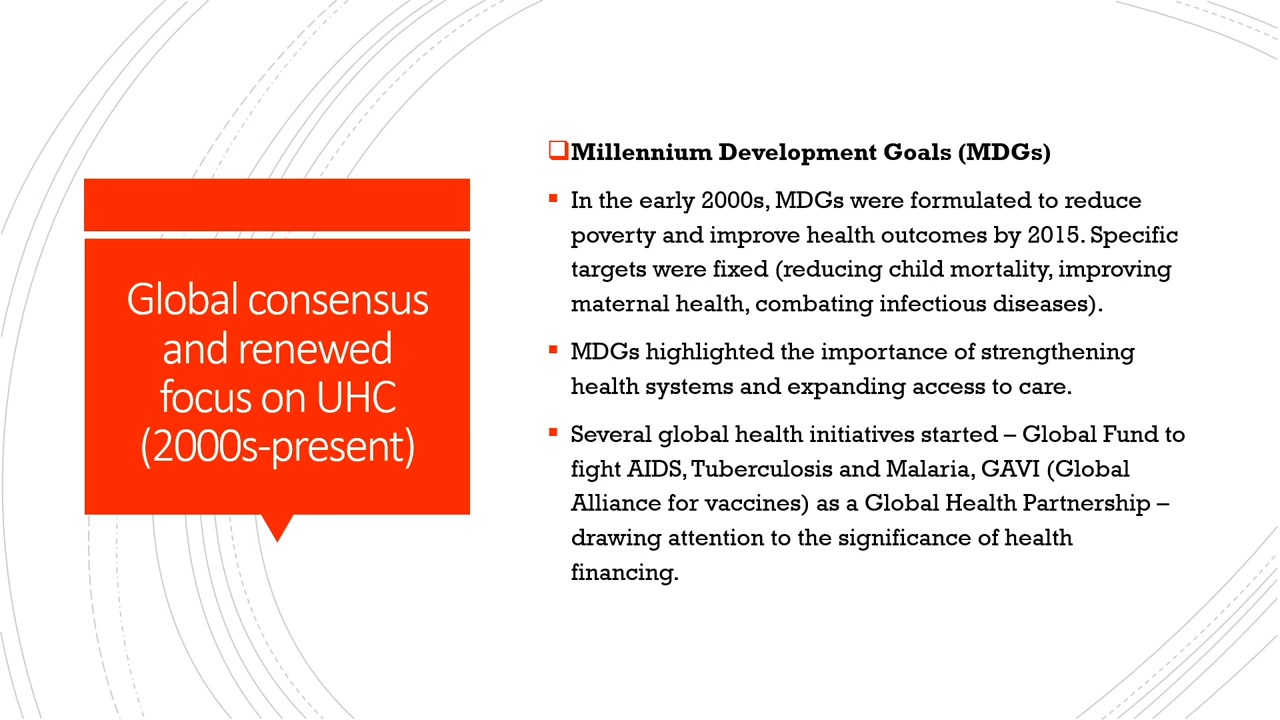 Global consensus
and renewed
focus on UHC
(2000s-present)
Millennium Development Goals (MDGs)
In the early 2000s, MDGs were formulated to reduce
poverty and improve health outcomes by 2015. Specific
targets were fixed (reducing child mortality, improving
maternal health, combating infectious diseases).
MDGs highlighted the importance of strengthening
health systems and expanding access to care.
Several global health initiatives started – Global Fund to
fight AIDS, Tuberculosis and Malaria, GAVI (Global
Alliance for vaccines) as a Global Health Partnership –
drawing attention to the significance of health
financing.